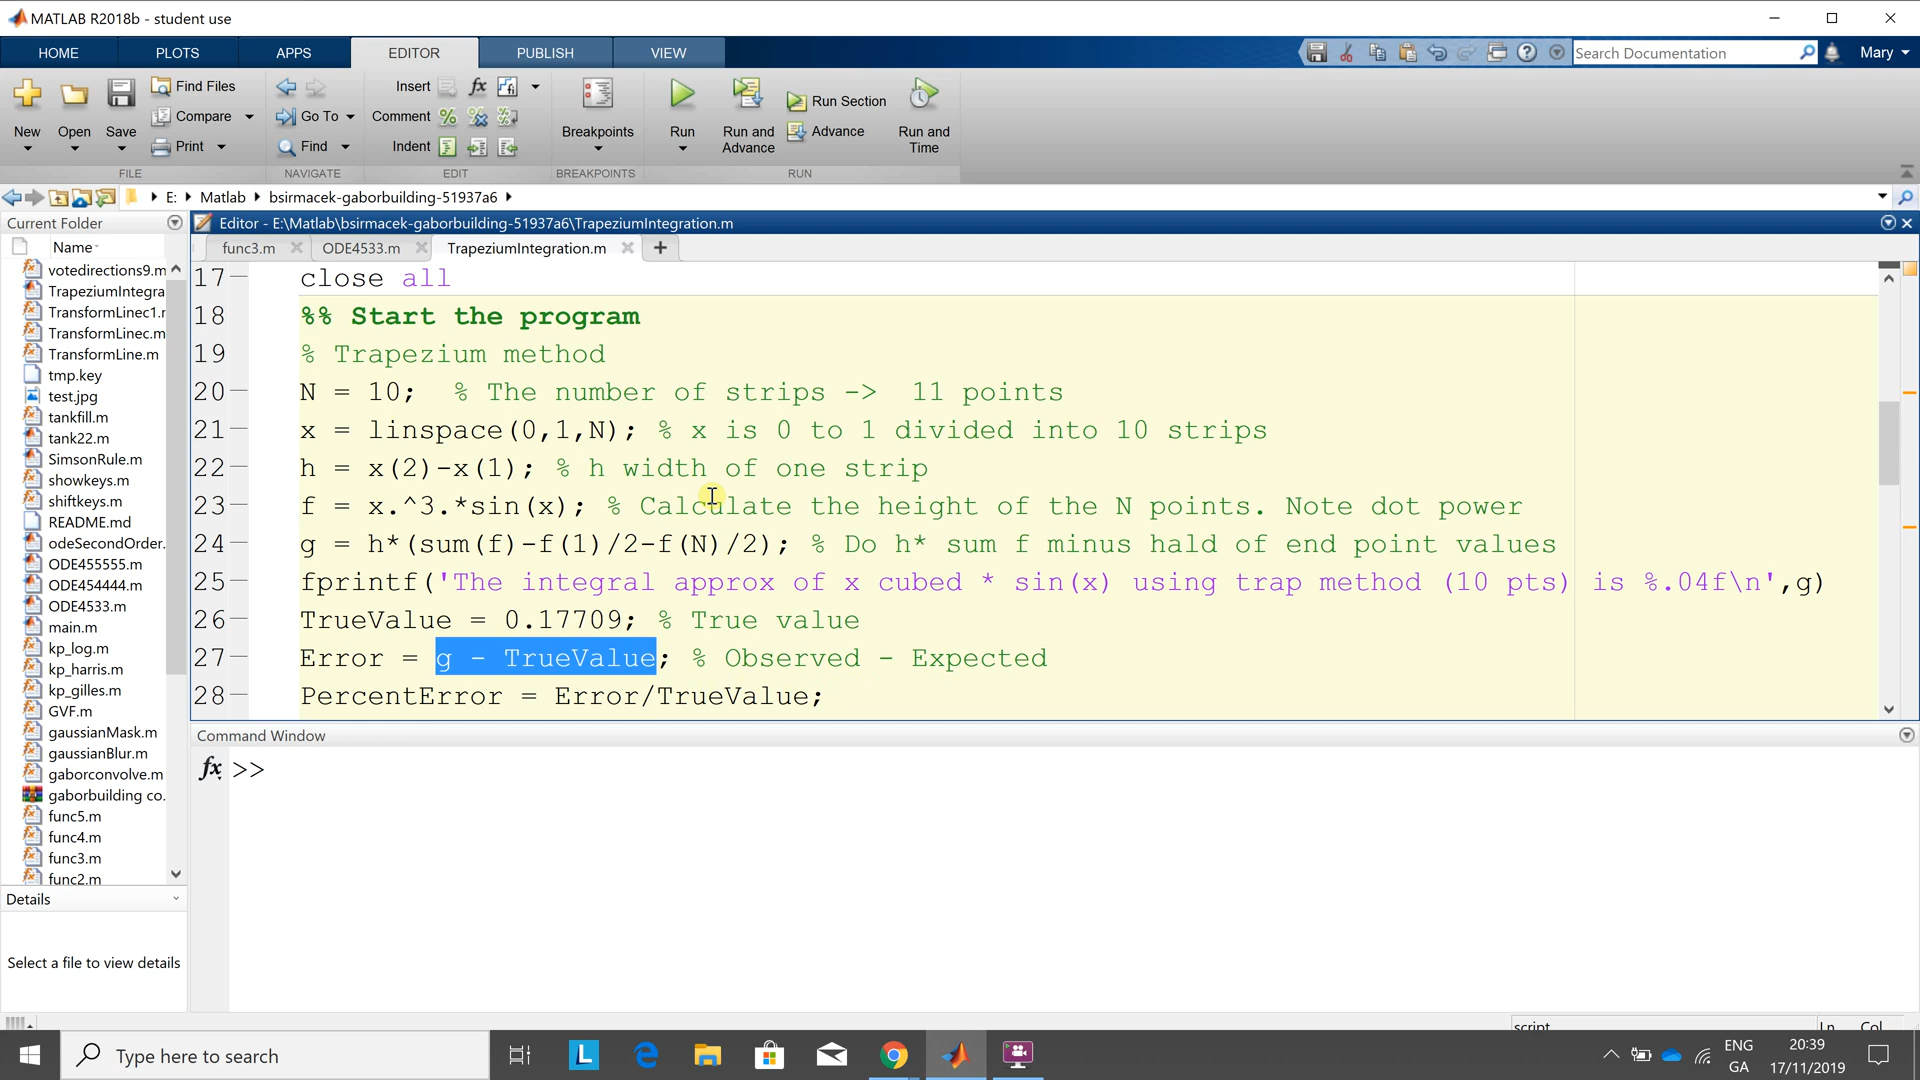 MATLAB R2018b - student use
HOME PLOTS APPS EDITOR PUBLISH VIEW
Search Documentation
Mary
New
Open
Save
Find Files
Compare
Print
FILE
Go To
Find
NAVIGATE
Insert
Comment
Indent
EDIT
Breakpoints
BREAKPOINTS
Run
Run and Advance
Run Section
Advance
Run and Time
RUN
E: Matlab bsirmacek-gaborbuilding-51937a6
Current Folder
Name
votedirections9.m
TrapeziumIntegra
TransformLinec1.r
TransformLinec.m
TransformLine.m
tmp.key
test.jpg
tankfill.m
tank22.m
SimsonRule.m
showkeys.m
shiftkeys.m
README.md
odeSecondOrder.
ODE455555.m
ODE454444.m
ODE4533.m
main.m
kp_log.m
kp_harris.m
kp_gilles.m
GVF.m
gaussianMask.m
gaussianBlur.m
gaborconvolve.m
gaborbuilding co.
func5.m
func4.m
func3.m
func2.m
Details
Select a file to view details
Editor - E:\Matlab\bsirmacek-gaborbuilding-51937a6\TrapeziumIntegration.m
func3.m ODE4533.m TrapeziumIntegration.m
17 close all
18 %% Start the program
19 % Trapezium method
20 N = 10; % The number of strips -> 11 points
21 x = linspace(0,1,N); % x is 0 to 1 divided into 10 strips
22 h = x(2)-x(1); % h width of one strip
23 f = x.^3.*sin(x); % Calculate the height of the N points. Note dot power
24 g = h*(sum(f)-f(1)/2-f(N)/2); % Do h* sum f minus hald of end point values
25 fprintf('The integral approx of x cubed * sin(x) using trap method (10 pts) is %.04f\n',g)
26 TrueValue = 0.17709; % True value
27 Error = g - TrueValue; % Observed - Expected
28 PercentError = Error/TrueValue;
Command Window
fx >>
script Ln Col
Type here to search
L
ENG
GA
20:39
17/11/2019